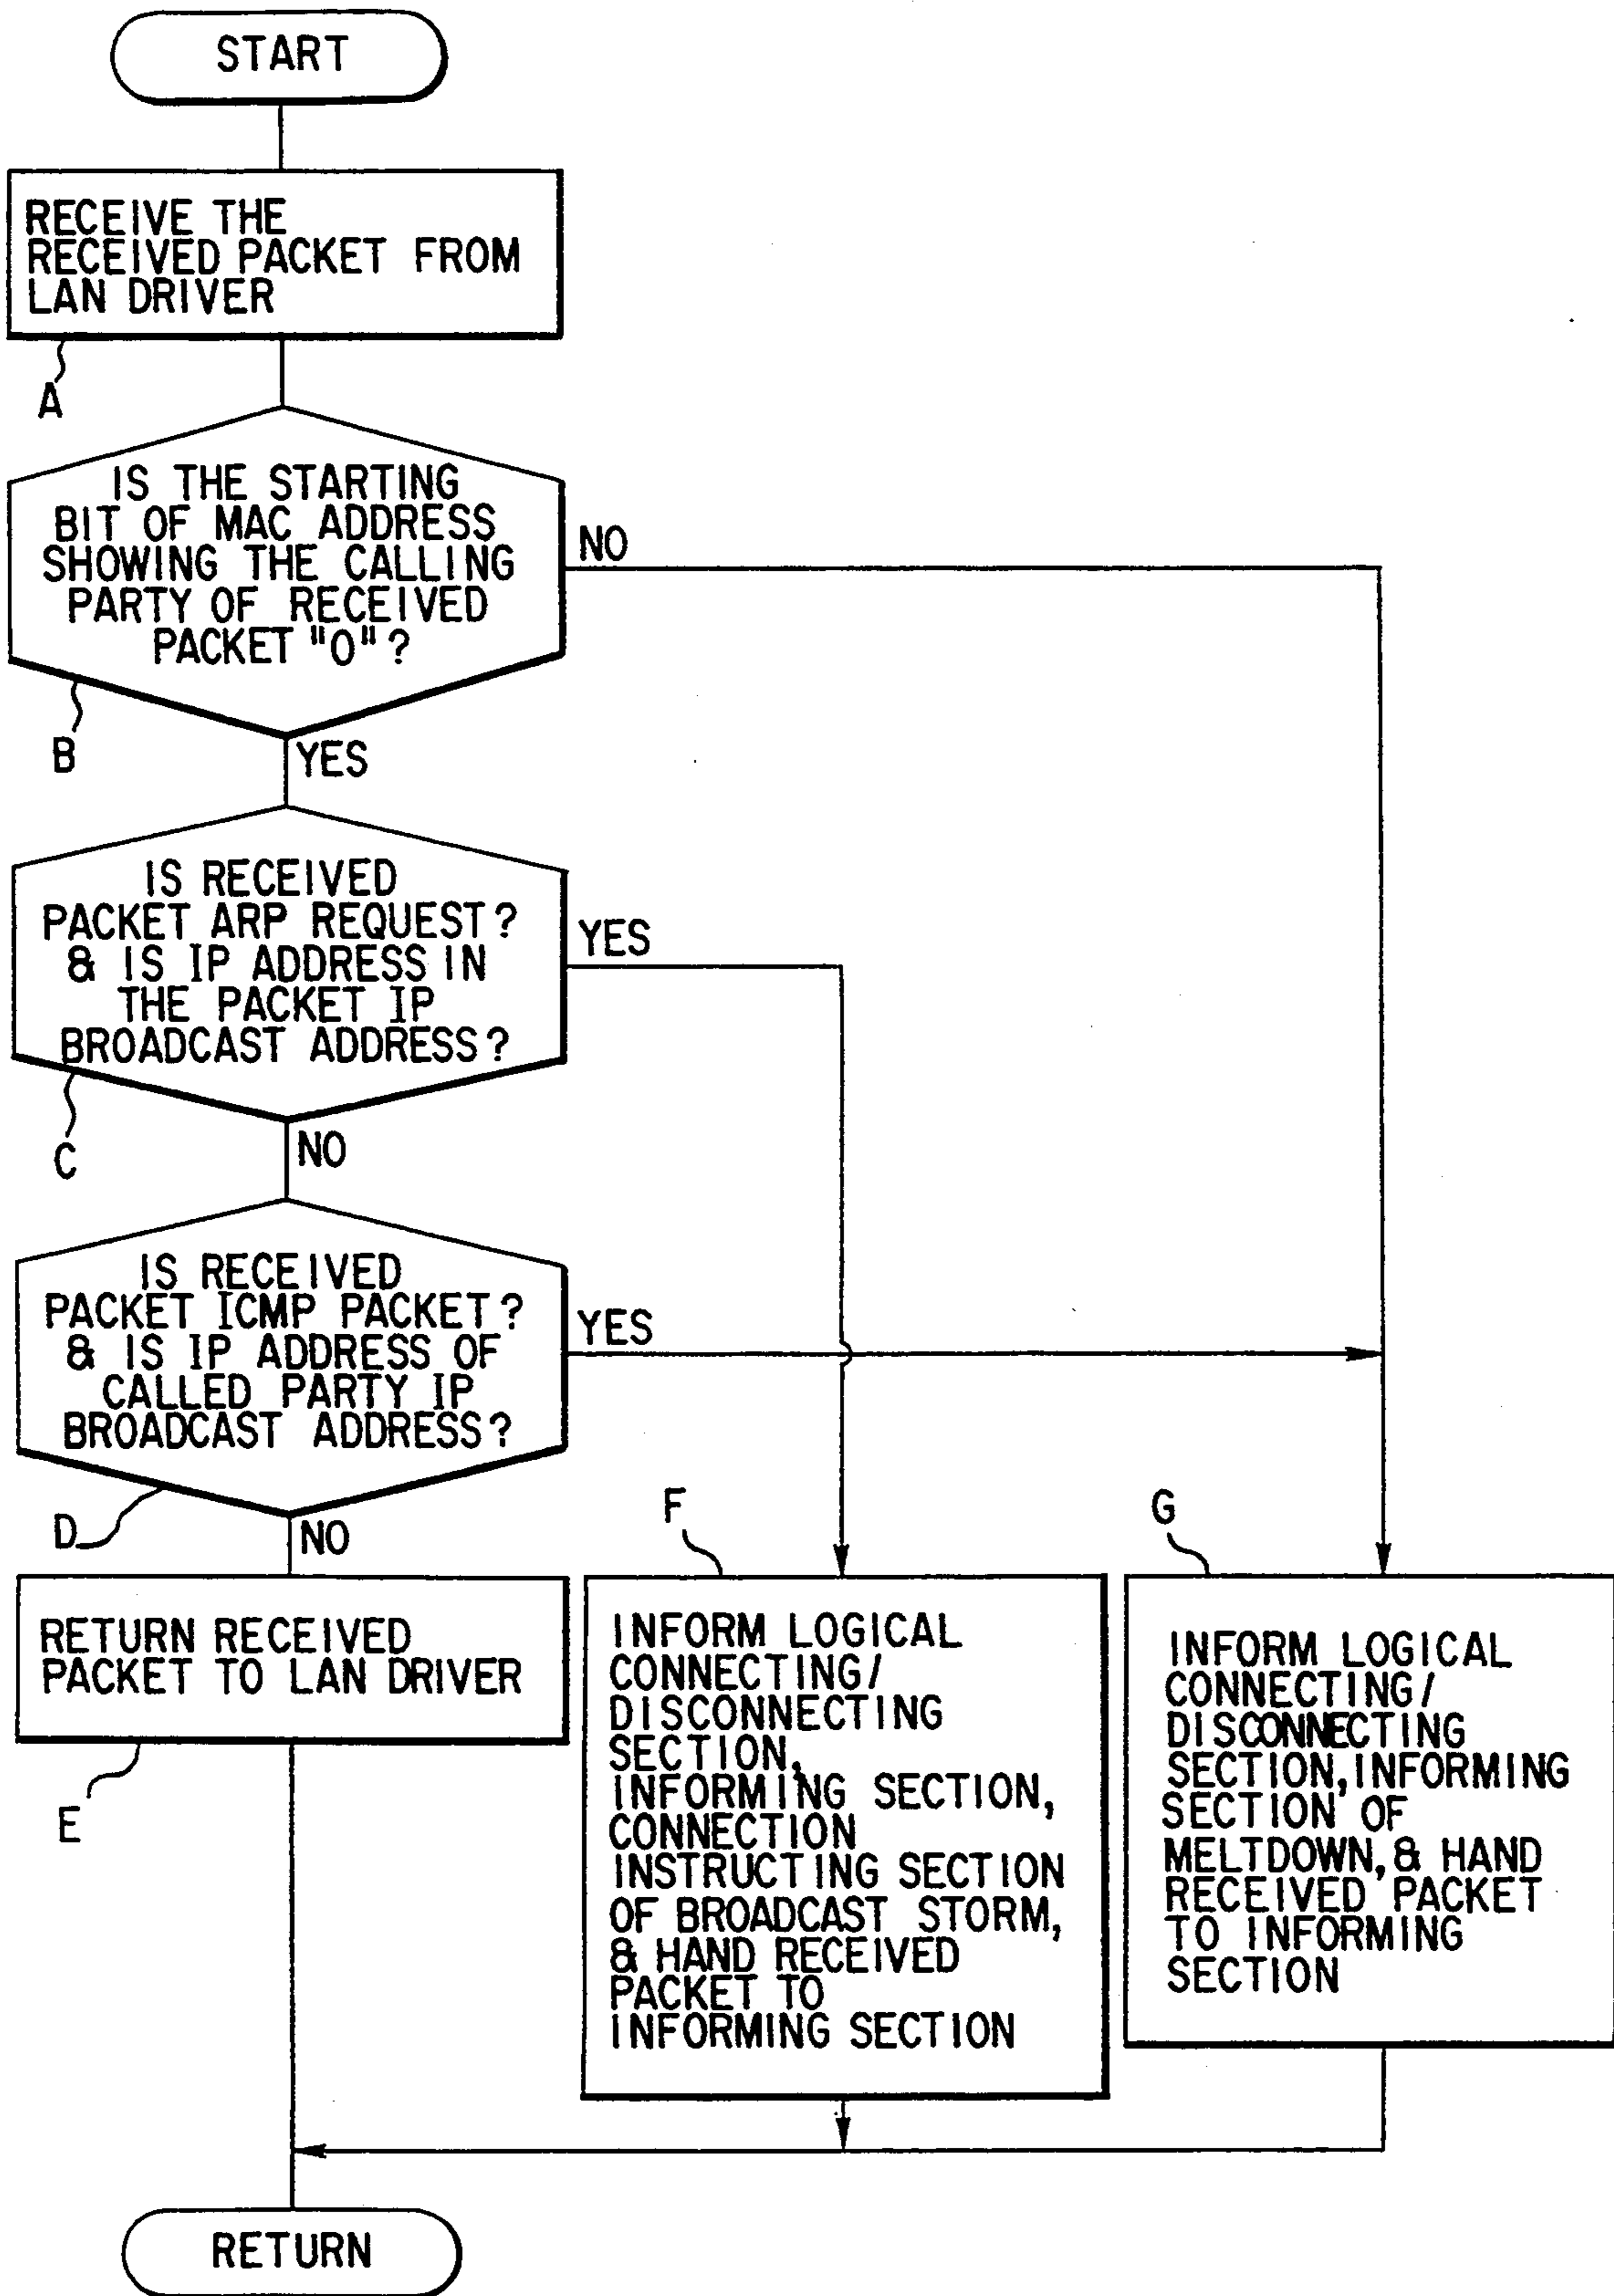 START
RECEIVE THE
RECEIVED PACKET FROM
LAN DRIVER
A
IS THE STARTING
BIT OF MAC ADDRESS
SHOWING THE CALLING
PARTY OF RECEIVED
PACKET "0"?
NO
B
YES
IS RECEIVED
PACKET ARP REQUEST?
& IS IP ADDRESS IN
THE PACKET IP
BROADCAST ADDRESS?
YES
C
NO
IS RECEIVED
PACKET ICMP PACKET?
& IS IP ADDRESS OF
CALLED PARTY IP
BROADCAST ADDRESS?
YES
D
NO
F
G
RETURN RECEIVED
PACKET TO LAN DRIVER
E
INFORM LOGICAL
CONNECTING/
DISCONNECTING
SECTION,
INFORMING SECTION,
CONNECTION
INSTRUCTING SECTION
OF BROADCAST STORM,
& HAND RECEIVED
PACKET TO
INFORMING SECTION
INFORM LOGICAL
CONNECTING/
DISCONNECTING
SECTION, INFORMING
SECTION OF
MELTDOWN, & HAND
RECEIVED PACKET
TO INFORMING
SECTION
RETURN